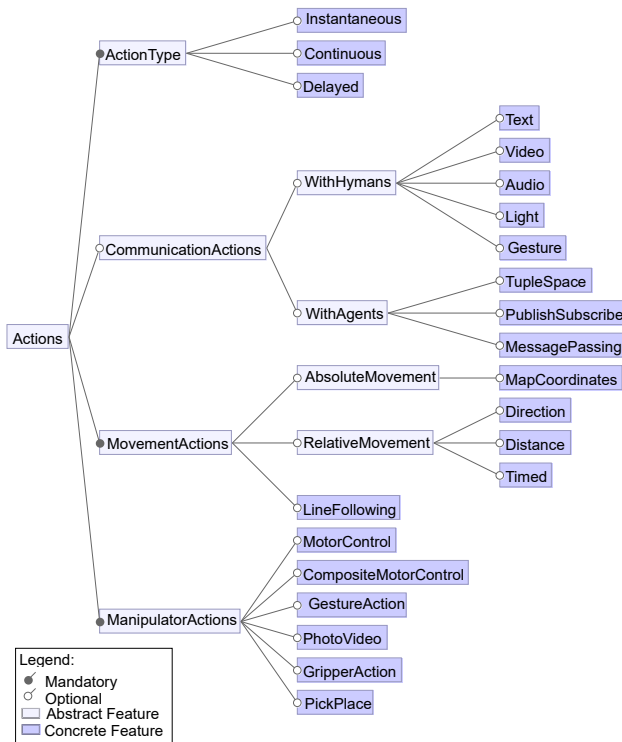 Instantaneous
ActionType
Continuous
Delayed
Text
Video
WithHymans
Audio
Light
CommunicationActions
Gesture
TupleSpace
WithAgents
PublishSubscribe
Actions
MessagePassing
AbsoluteMovement
MapCoordinates
Direction
MovementActions
RelativeMovement
Distance
Timed
LineFollowing
MotorControl
CompositeMotorControl
GestureAction
ManipulatorActions
PhotoVideo
GripperAction
PickPlace
Legend:
Mandatory
Optional
Abstract Feature
Concrete Feature